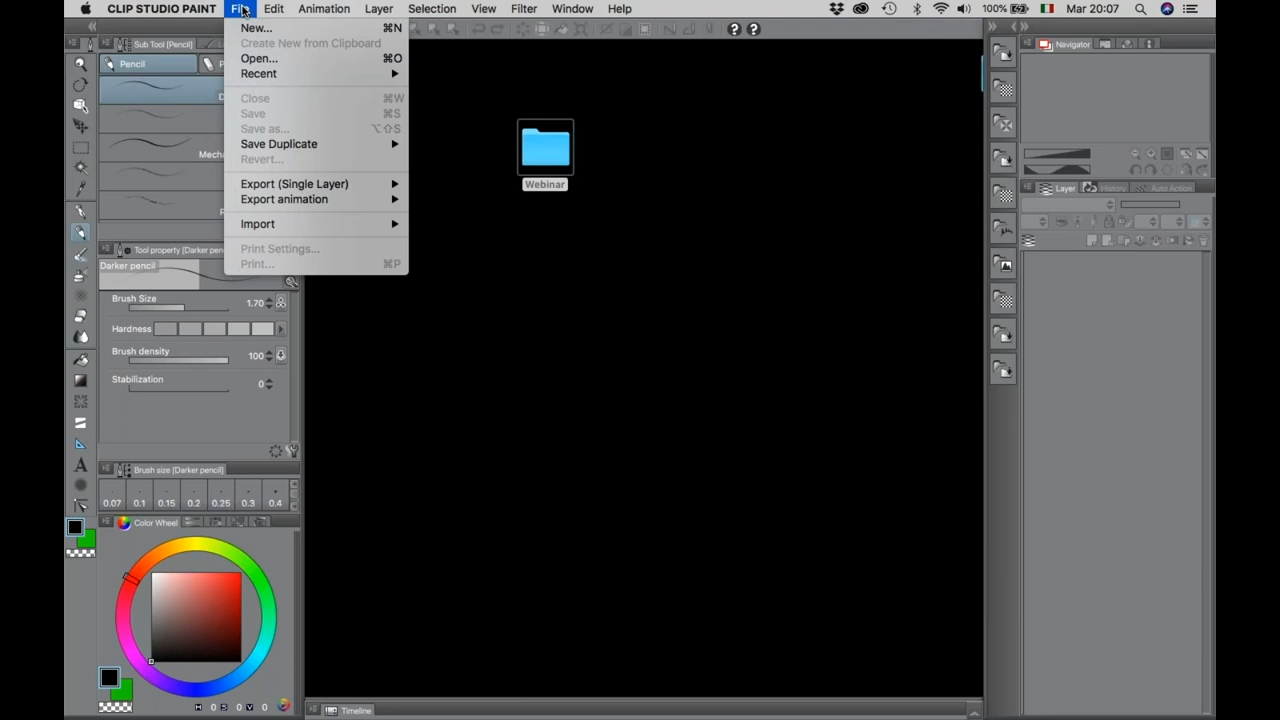 CLIP STUDIO PAINT File Edit Animation Layer Selection View Filter Window Help 100% Mar 20:07
New... ⌘N
Create New from Clipboard
Open... ⌘O
Recent
Close ⌘W
Save ⌘S
Save as... ⌥⇧S
Save Duplicate
Revert...
Export (Single Layer)
Export animation
Import
Print Settings...
Print... ⌘P
Sub Tool [Pencil]
Pencil
Mecha
Tool property [Darker pen
Darker pencil
Brush Size 1.70
Hardness
Brush density 100
Stabilization 0
Brush size [Darker pencil]
0.07 0.1 0.15 0.2 0.25 0.3 0.4
Color Wheel
H 0 S 0 V 0
Webinar
Timeline
Navigator
Layer History Auto Action